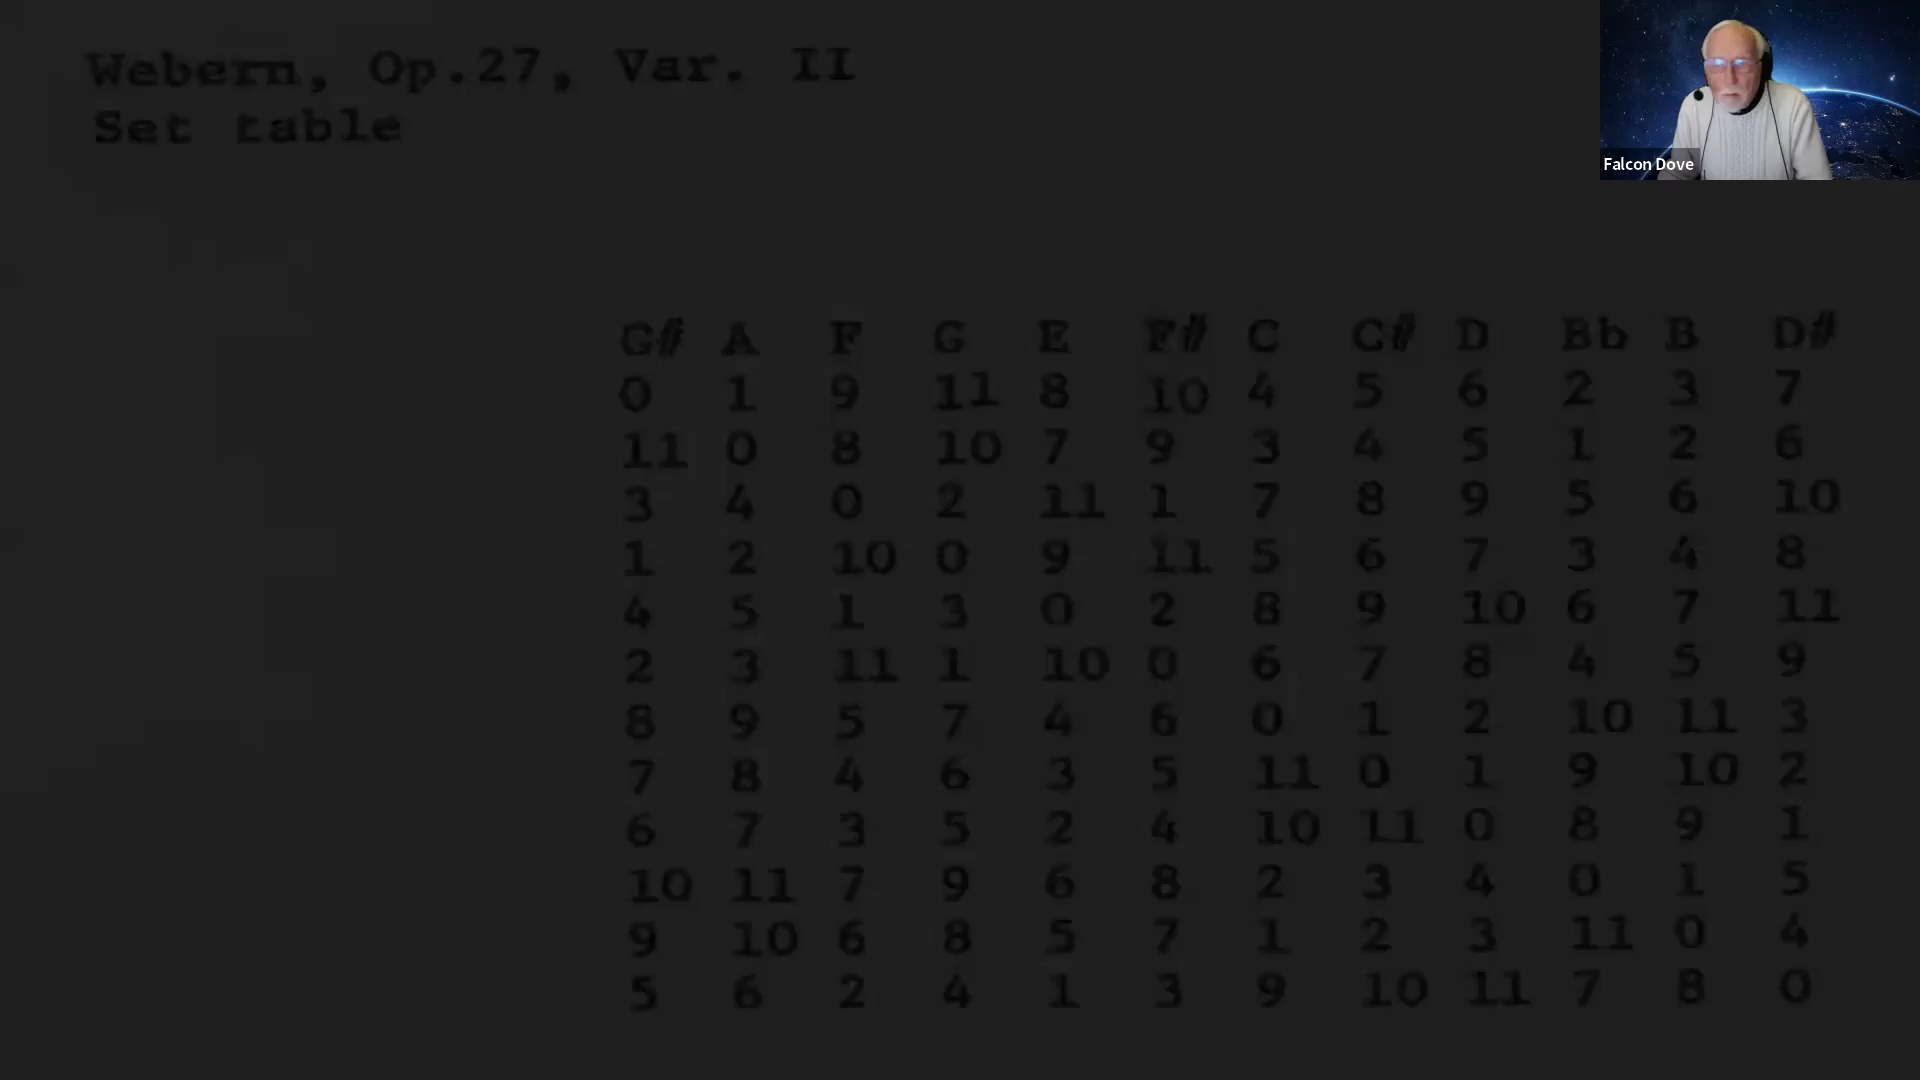 Webern, Op.27, Var. II
Set table
Falcon Dove
G# A F G E F# C C# D Bb B D#
0 1 9 11 8 10 4 5 6 2 3 7
11 0 8 10 7 9 3 4 5 1 2 6
3 4 0 2 11 1 7 8 9 5 6 10
1 2 10 0 9 11 5 6 7 3 4 8
4 5 1 3 0 2 8 9 10 6 7 11
2 3 11 1 10 0 6 7 8 4 5 9
8 9 5 7 4 6 0 1 2 10 11 3
7 8 4 6 3 5 11 0 1 9 10 2
6 7 3 5 2 4 10 11 0 8 9 1
10 11 7 9 6 8 2 3 4 0 1 5
9 10 6 8 5 7 1 2 3 11 0 4
5 6 2 4 1 3 9 10 11 7 8 0